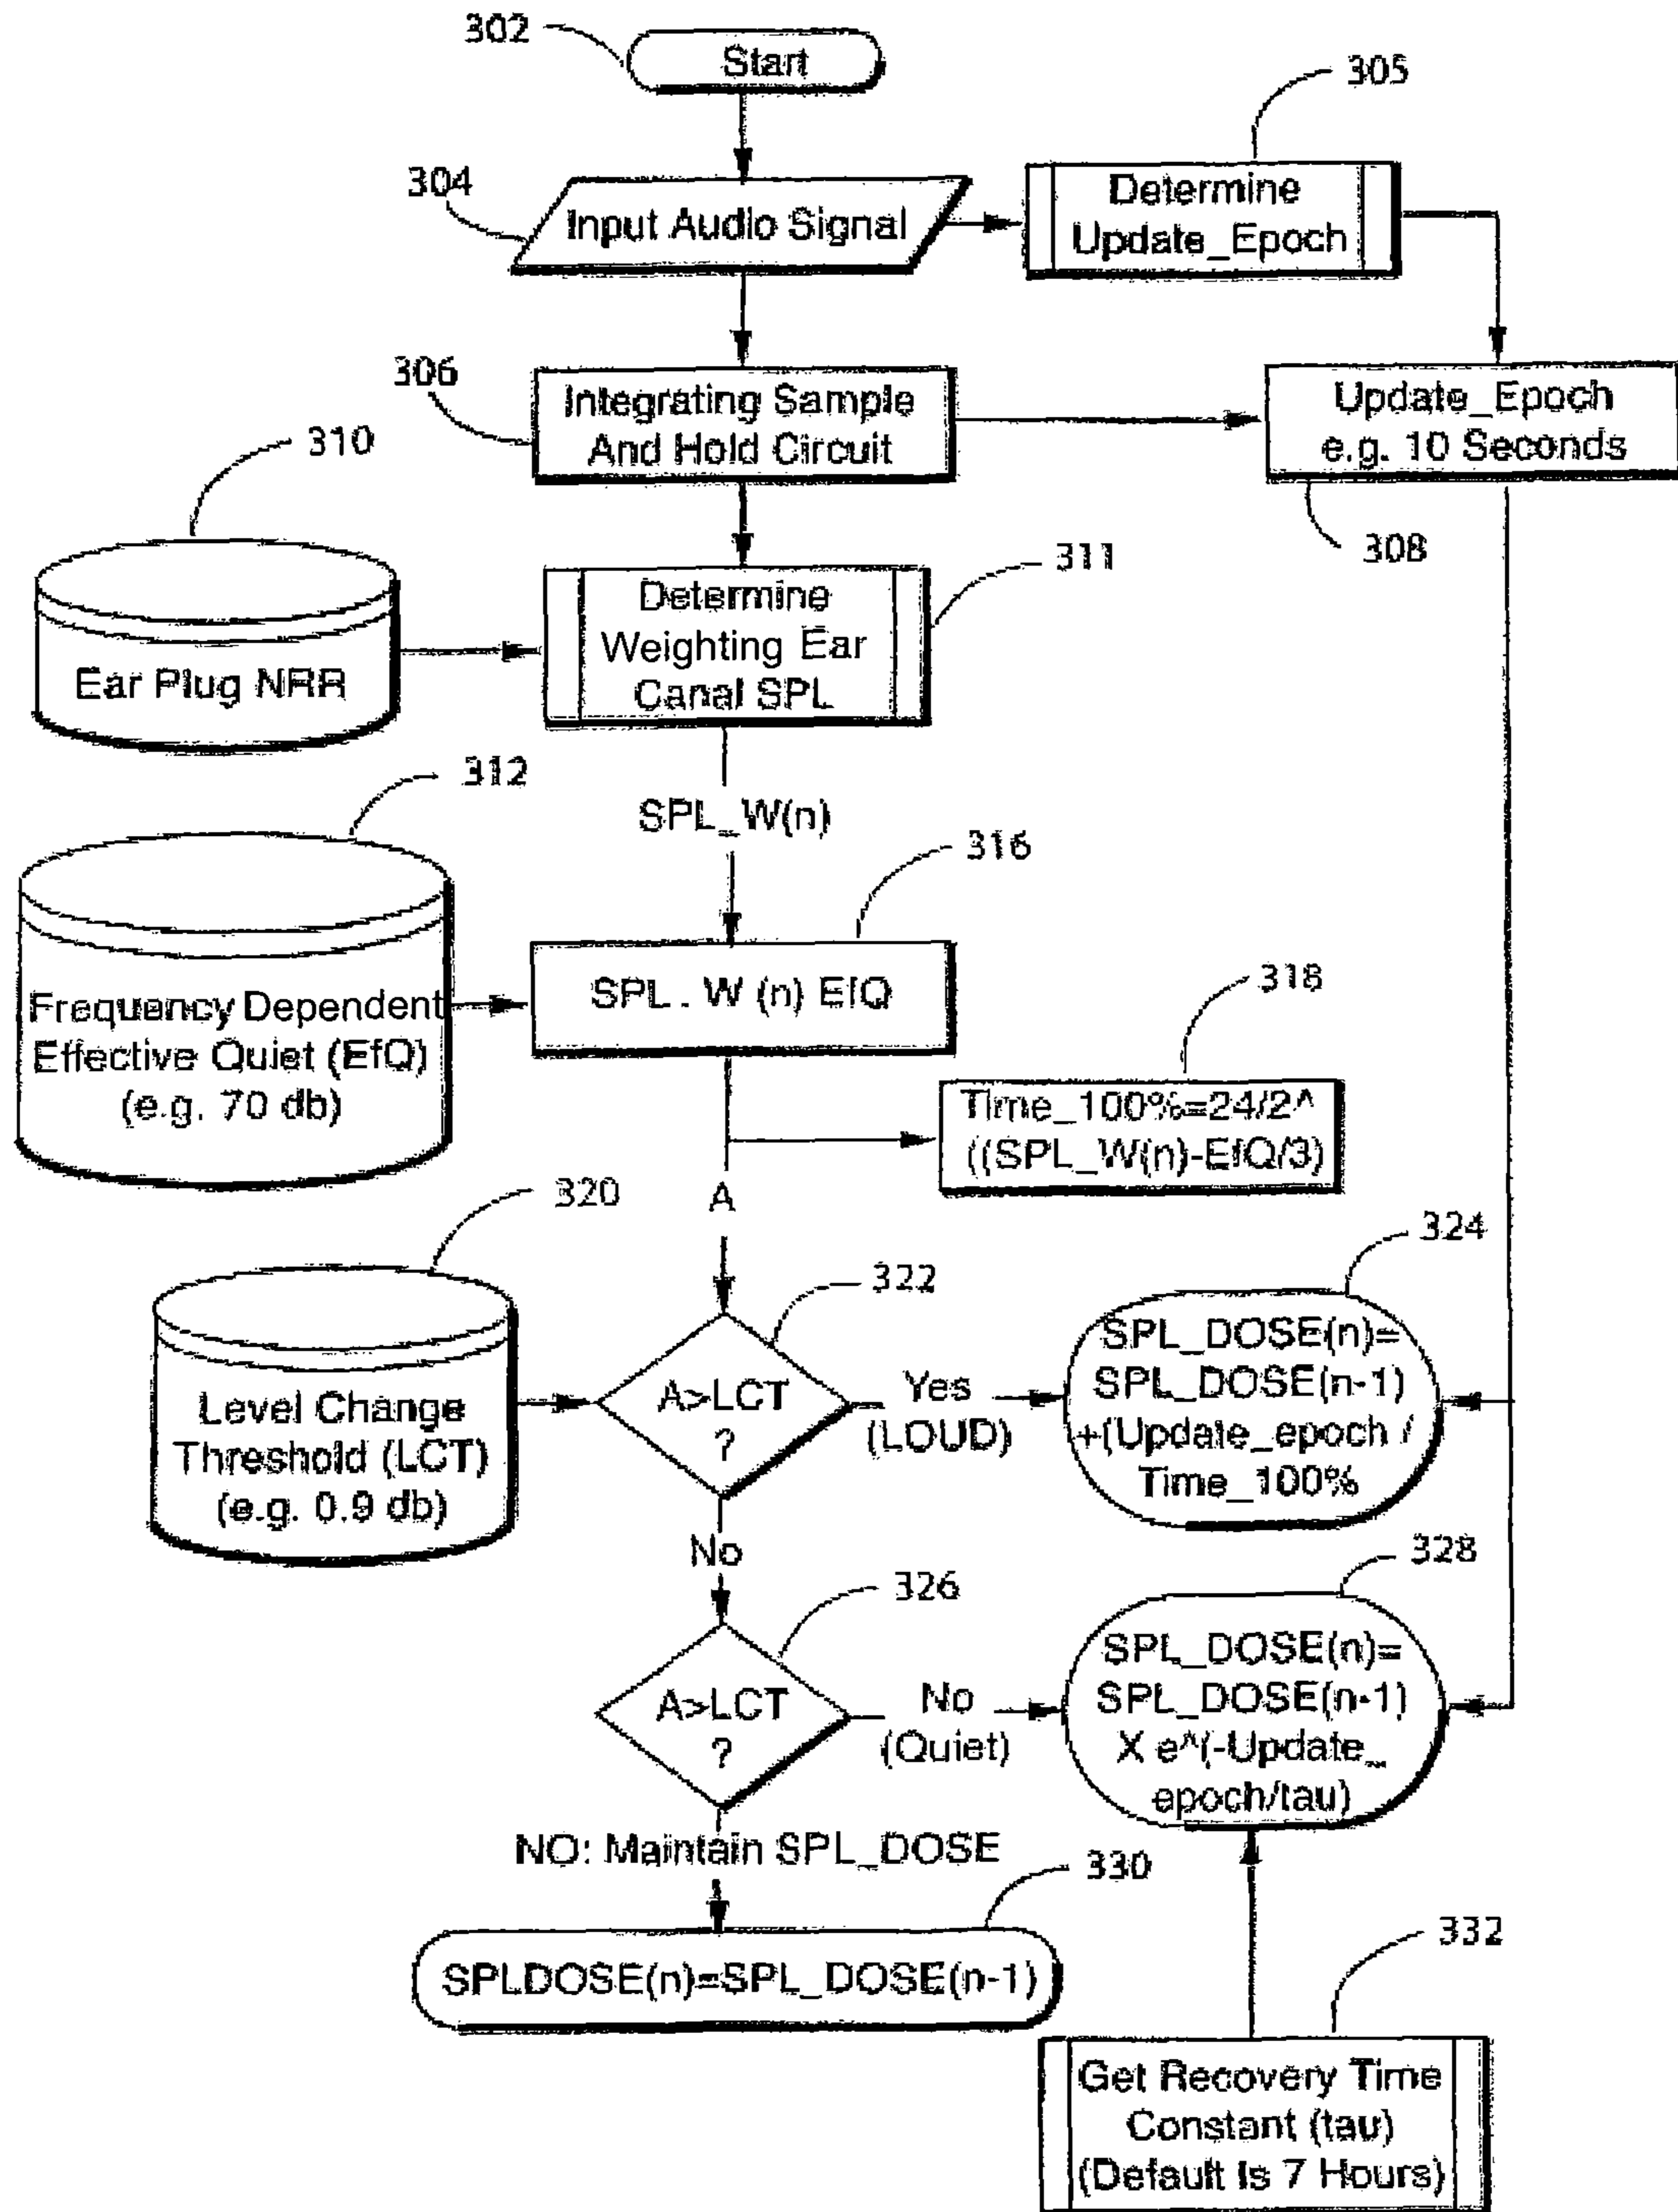 302
Start
305
304
Input Audio Signal
Determine
Update_Epoch
306
Integrating Sample
And Hold Circuit
Update_Epoch
e.g. 10 Seconds
308
310
Ear Plug NRR
311
Determine
Weighting Ear
Canal SPL
312
SPL_W(n)
316
Frequency Dependent
Effective Quiet (EfQ)
(e.g. 70 db)
SPL . W (n) EfQ
318
Time_100%=24/2^
((SPL_W(n)-EfQ/3)
A
320
Level Change
Threshold (LCT)
(e.g. 0.9 db)
322
A>LCT
?
Yes
(LOUD)
324
SPL_DOSE(n)=
SPL_DOSE(n-1)
+(Update_epoch /
Time_100%
No
326
A>LCT
?
No
(Quiet)
328
SPL_DOSE(n)=
SPL_DOSE(n-1)
X e^(-Update_
epoch/tau)
NO: Maintain SPL_DOSE
330
SPLDOSE(n)=SPL_DOSE(n-1)
332
Get Recovery Time
Constant (tau)
(Default Is 7 Hours)